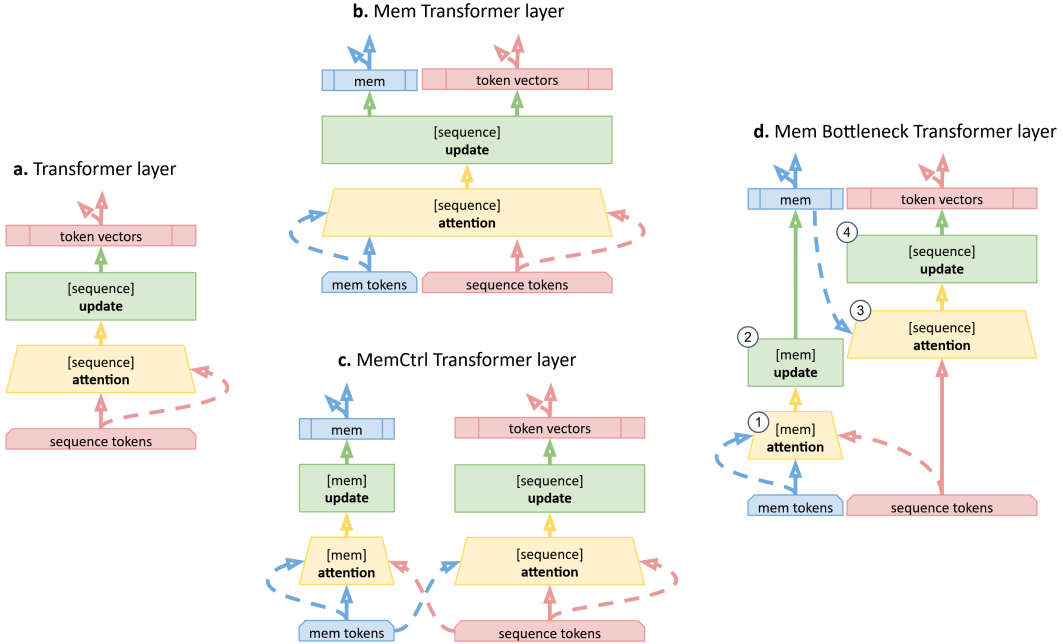 a. Transformer layer
token vectors
[sequence]
update
[sequence]
attention
sequence tokens
b. Mem Transformer layer
mem
token vectors
[sequence]
update
[sequence]
attention
mem tokens
sequence tokens
c. MemCtrl Transformer layer
mem
token vectors
[mem]
update
[sequence]
update
[mem]
attention
[sequence]
attention
mem tokens
sequence tokens
d. Mem Bottleneck Transformer layer
mem
token vectors
4
[sequence]
update
3
[sequence]
attention
2
[mem]
update
1
[mem]
attention
mem tokens
sequence tokens